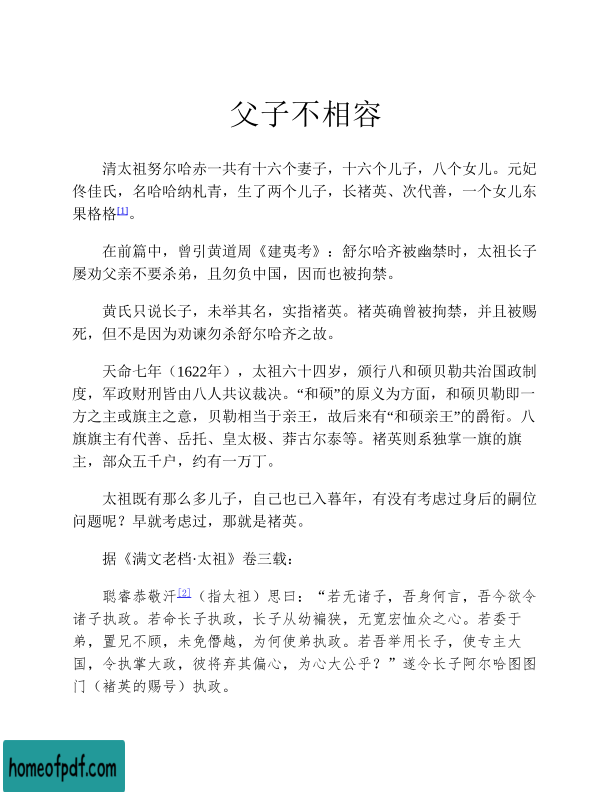 父子不相容
清太祖努尔哈赤一共有十六个妻子，十六个儿子，八个女儿。元妃
佟佳氏，名哈哈纳札青，生了两个儿子，长褚英、次代善，一个女儿东
果格格[1]。
在前篇中，曾引黄道周《建夷考》：舒尔哈齐被幽禁时，太祖长子
屡劝父亲不要杀弟，且勿负中国，因而也被拘禁。
黄氏只说长子，未举其名，实指褚英。褚英确曾被拘禁，并且被赐
死，但不是因为劝谏勿杀舒尔哈齐之故。
天命七年（1622年），太祖六十四岁，颁行八和硕贝勒共治国政制
度，军政财刑皆由八人共议裁决。“和硕”的原义为方面，和硕贝勒即一
方之主或旗主之意，贝勒相当于亲王，故后来有“和硕亲王”的爵衔。八
旗旗主有代善、岳托、皇太极、莽古尔泰等。褚英则系独掌一旗的旗
主，部众五千户，约有一万丁。
太祖既有那么多儿子，自己也已入暮年，有没有考虑过身后的嗣位
问题呢？早就考虑过，那就是褚英。
据《满文老档·太祖》卷三载：
聪睿恭敬汗[2]（指太祖）思曰：“若无诸子，吾身何言，吾今欲令
诸子执政。若命长子执政，长子从幼褊狭，无宽宏恤众之心。若委于
弟，置兄不顾，未免僭越，为何使弟执政。若吾举用长子，使专主大
国，令执掌大政，彼将弃其偏心，为心大公乎？”遂令长子阿尔哈图图
门（褚英的赐号）执政。
homeofpdf.com